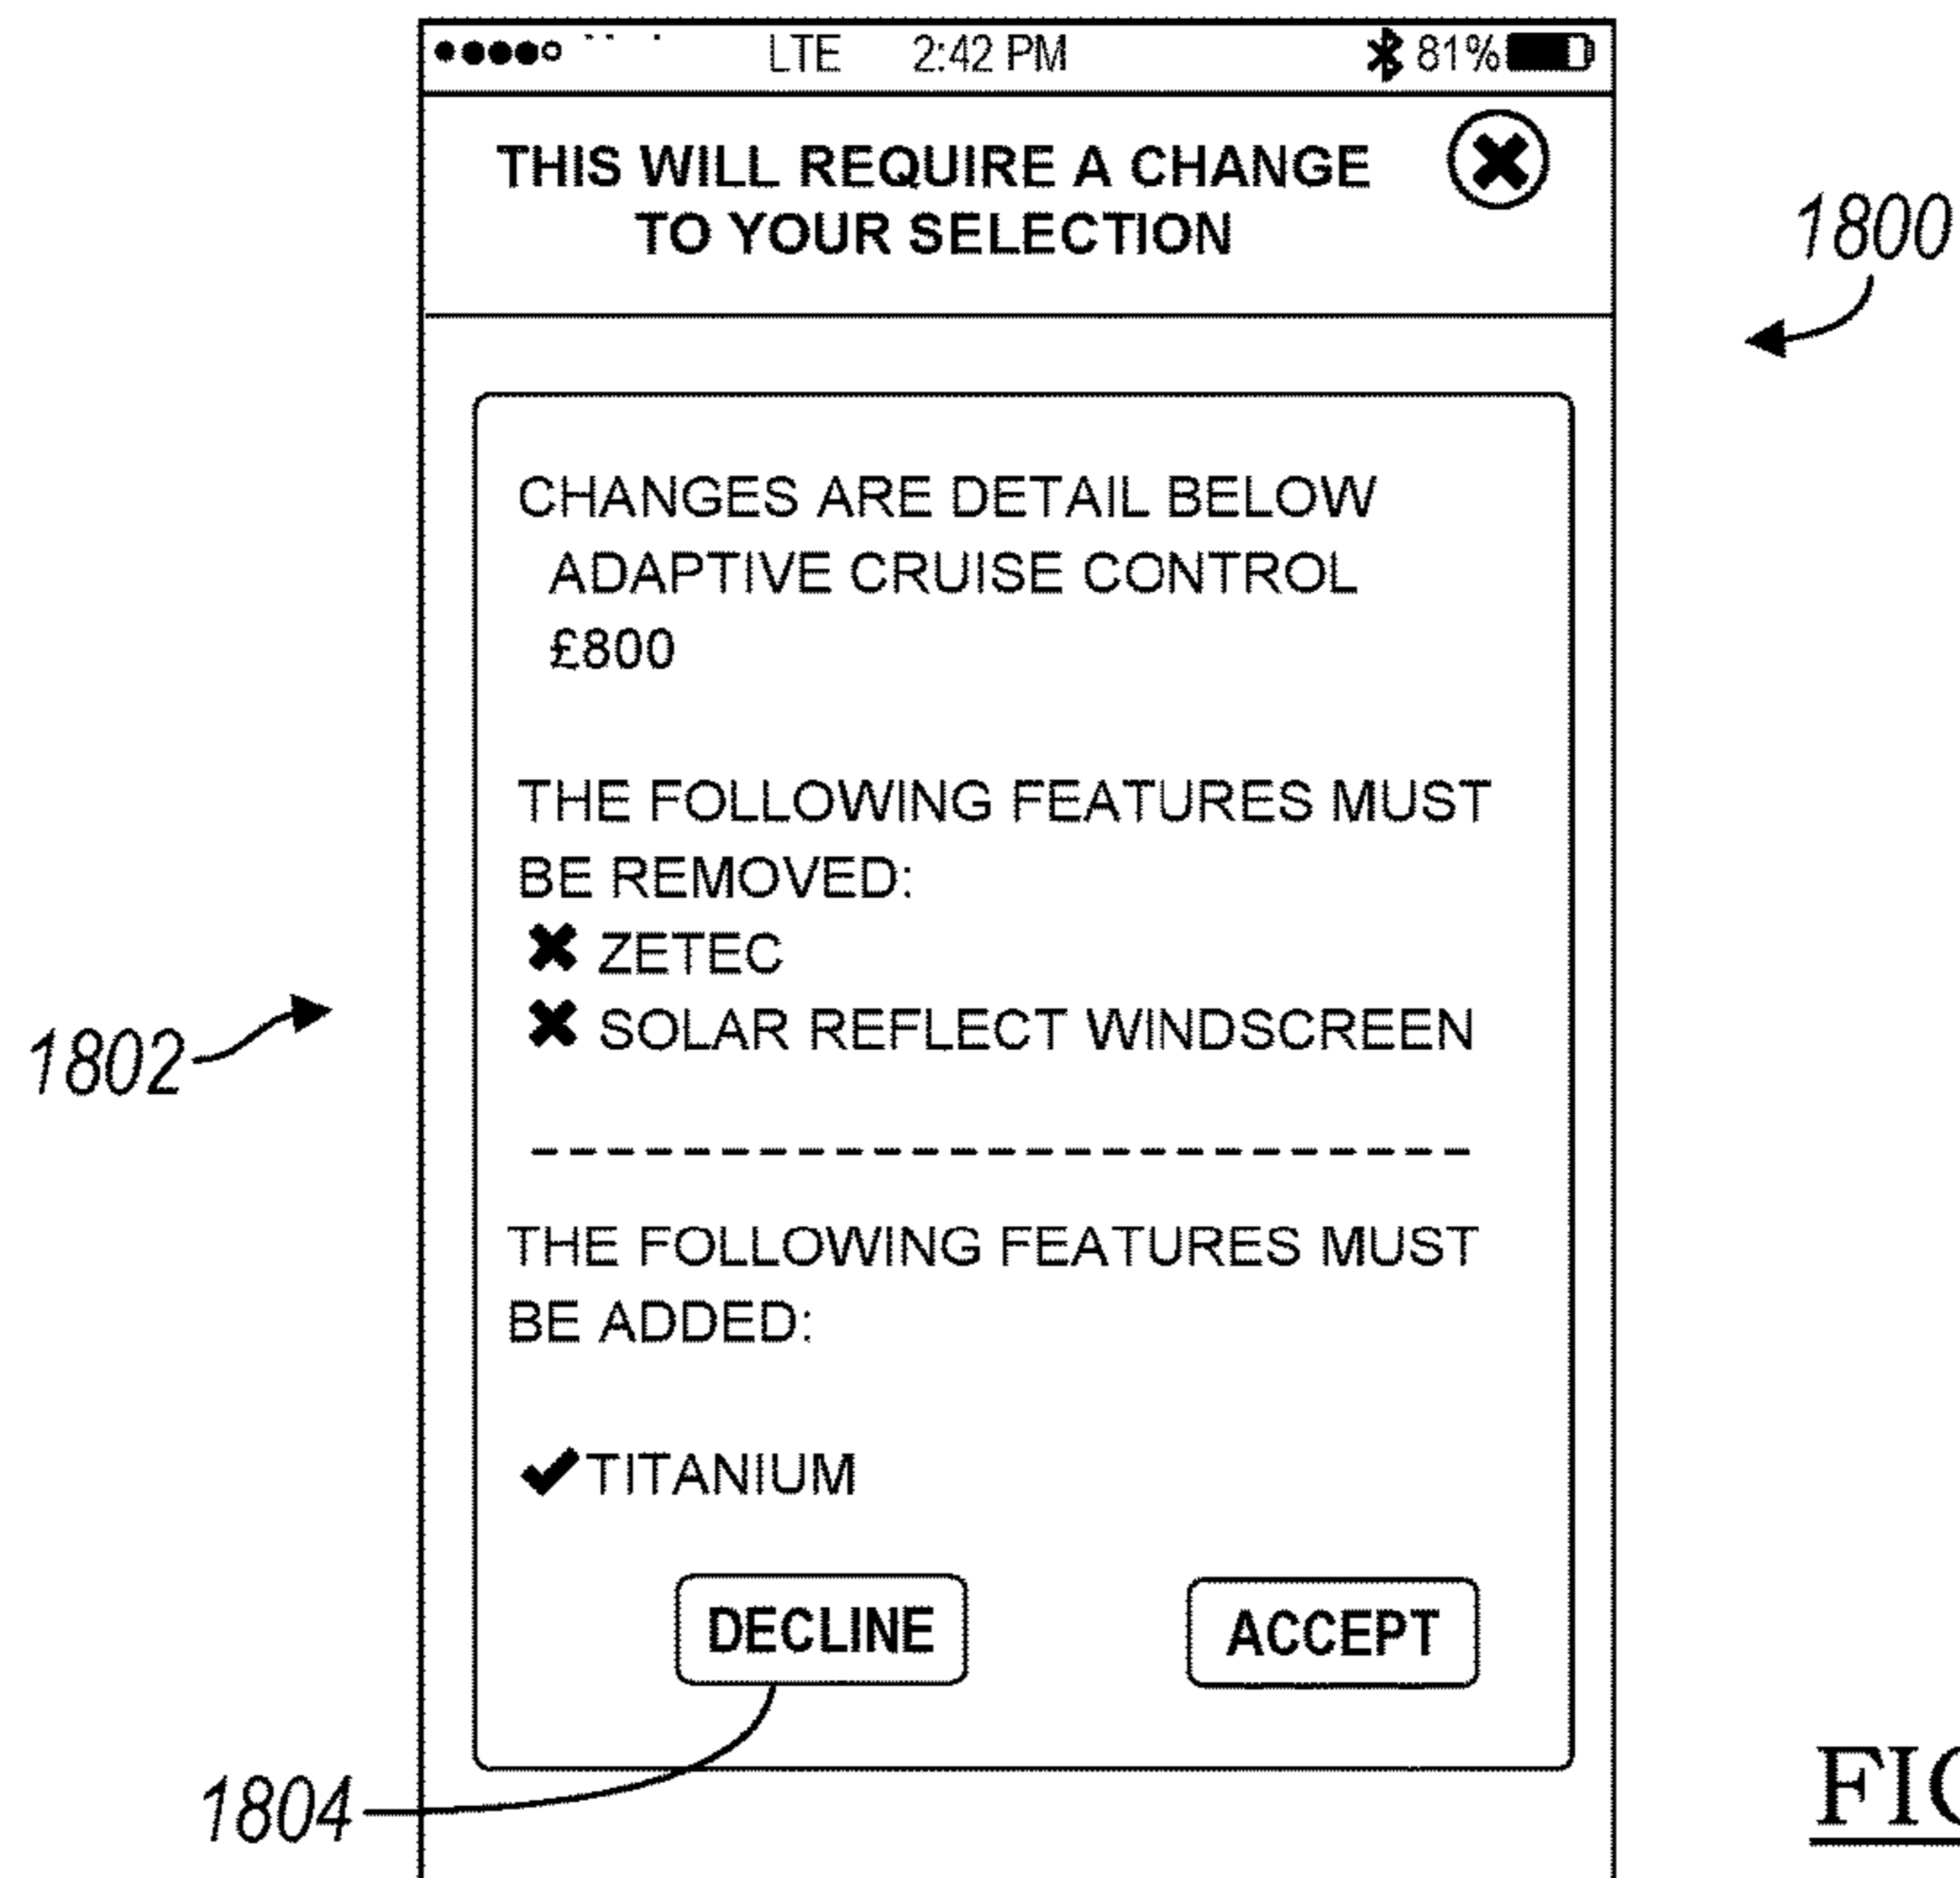 LTE 2:42 PM 81%
THIS WILL REQUIRE A CHANGE
TO YOUR SELECTION
1800
CHANGES ARE DETAIL BELOW
ADAPTIVE CRUISE CONTROL
£800
THE FOLLOWING FEATURES MUST
BE REMOVED:
✖ ZETEC
✖ SOLAR REFLECT WINDSCREEN
1802
THE FOLLOWING FEATURES MUST
BE ADDED:
✔ TITANIUM
DECLINE ACCEPT
1804